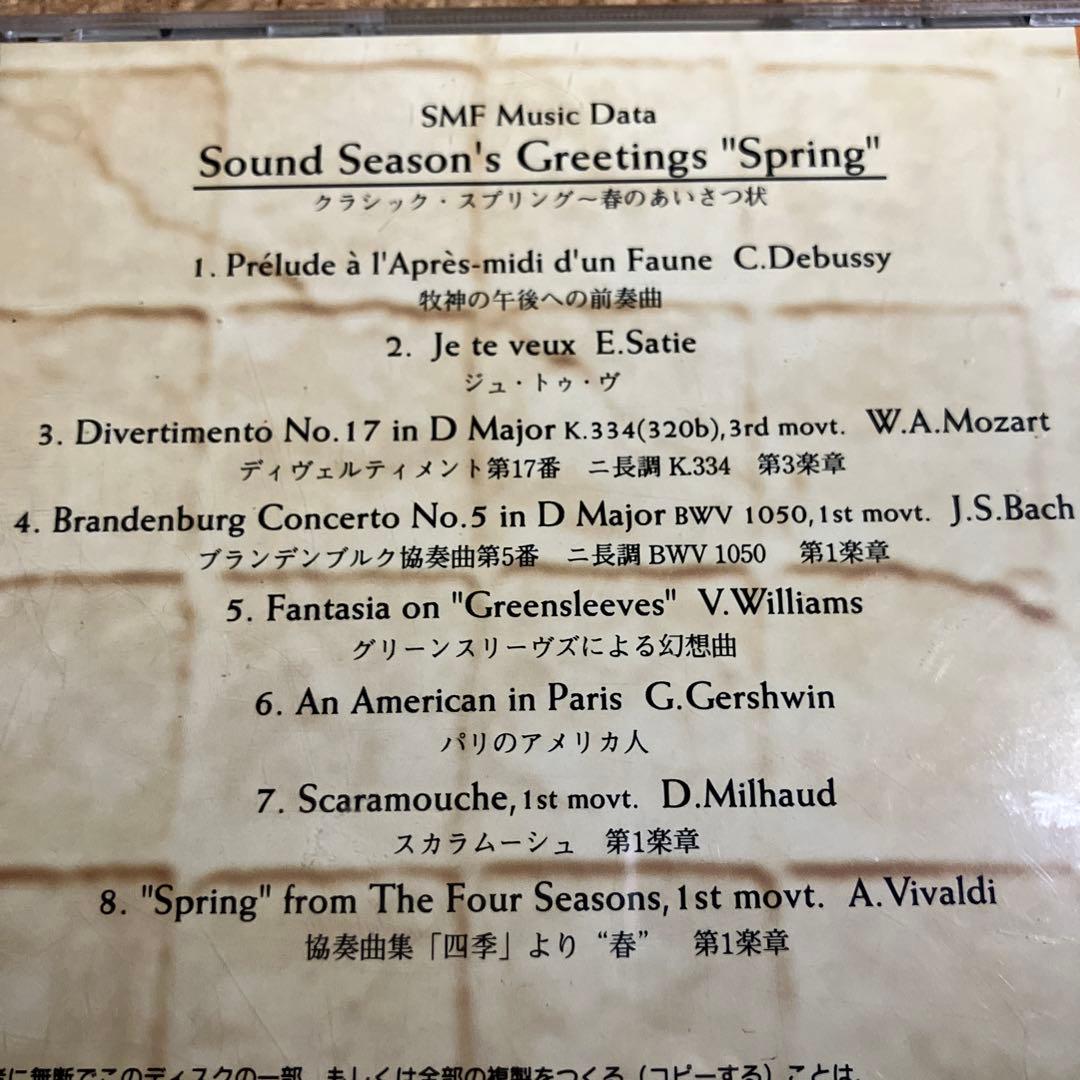 SMF Music Data
Sound Season's Greetings "Spring"
クラシック・スプリング～春のあいさつ状
1. Prélude à l'Après-midi d'un Faune C.Debussy
牧神の午後への前奏曲
2. Je te veux E.Satie
ジュ・トゥ・ヴ
3. Divertimento No.17 in D Major K.334(320b),3rd movt. W.A.Mozart
ディヴェルティメント第17番 ニ長調 K.334 第3楽章
4. Brandenburg Concerto No.5 in D Major BWV 1050,1st movt. J.S.Bach
ブランデンブルク協奏曲第5番 ニ長調 BWV 1050 第1楽章
5. Fantasia on "Greensleeves" V.Williams
グリーンスリーヴズによる幻想曲
6. An American in Paris G.Gershwin
パリのアメリカ人
7. Scaramouche,1st movt. D.Milhaud
スカラムーシュ 第1楽章
8. "Spring" from The Four Seasons,1st movt. A.Vivaldi
協奏曲集「四季」より“春” 第1楽章
に無断でこのディスクの一部、もしくは全部の複製をつくる（コピーする）ことは、